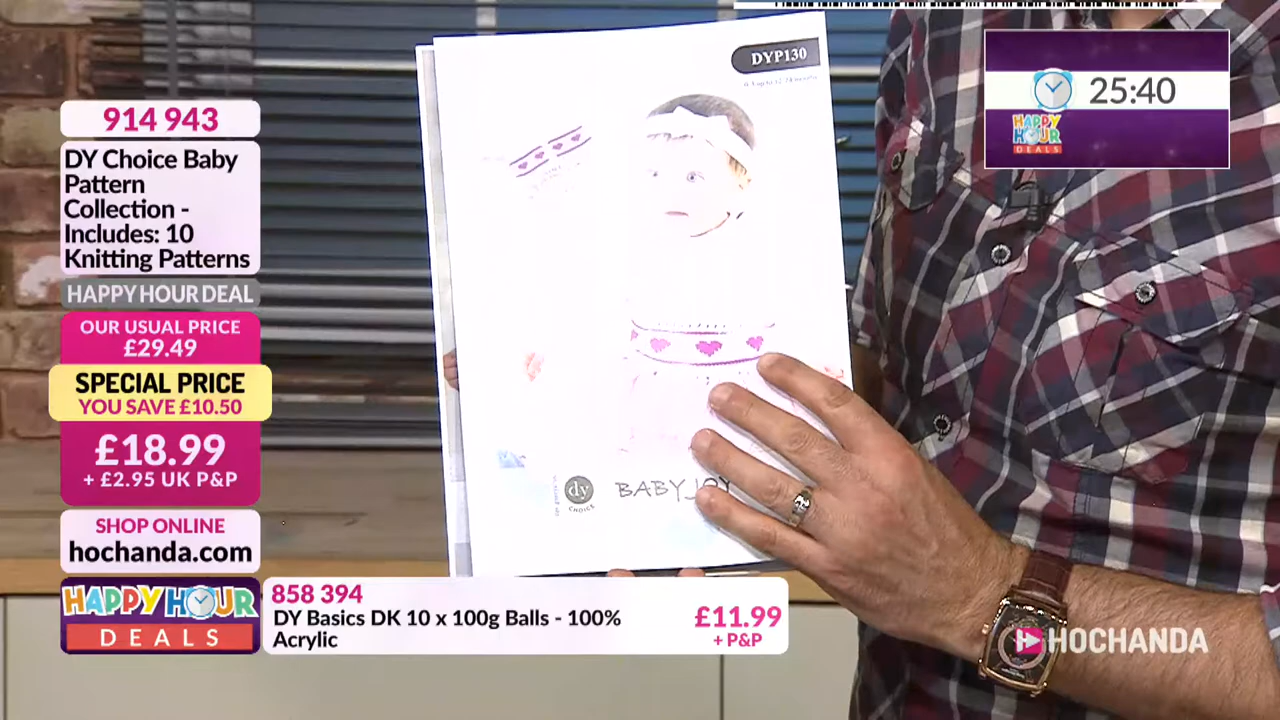 914 943
DY Choice Baby
Pattern
Collection -
Includes: 10
Knitting Patterns
HAPPY HOUR DEAL
OUR USUAL PRICE
£29.49
SPECIAL PRICE
YOU SAVE £10.50
£18.99
+ £2.95 UK P&P
SHOP ONLINE
hochanda.com
HAPPY HOUR
DEALS
858 394
DY Basics DK 10 x 100g Balls - 100%
Acrylic
£11.99
+ P&P
DYP130
dy
CHOICE
BABY JOY
25:40
HAPPY
HOUR
DEALS
HOCHANDA